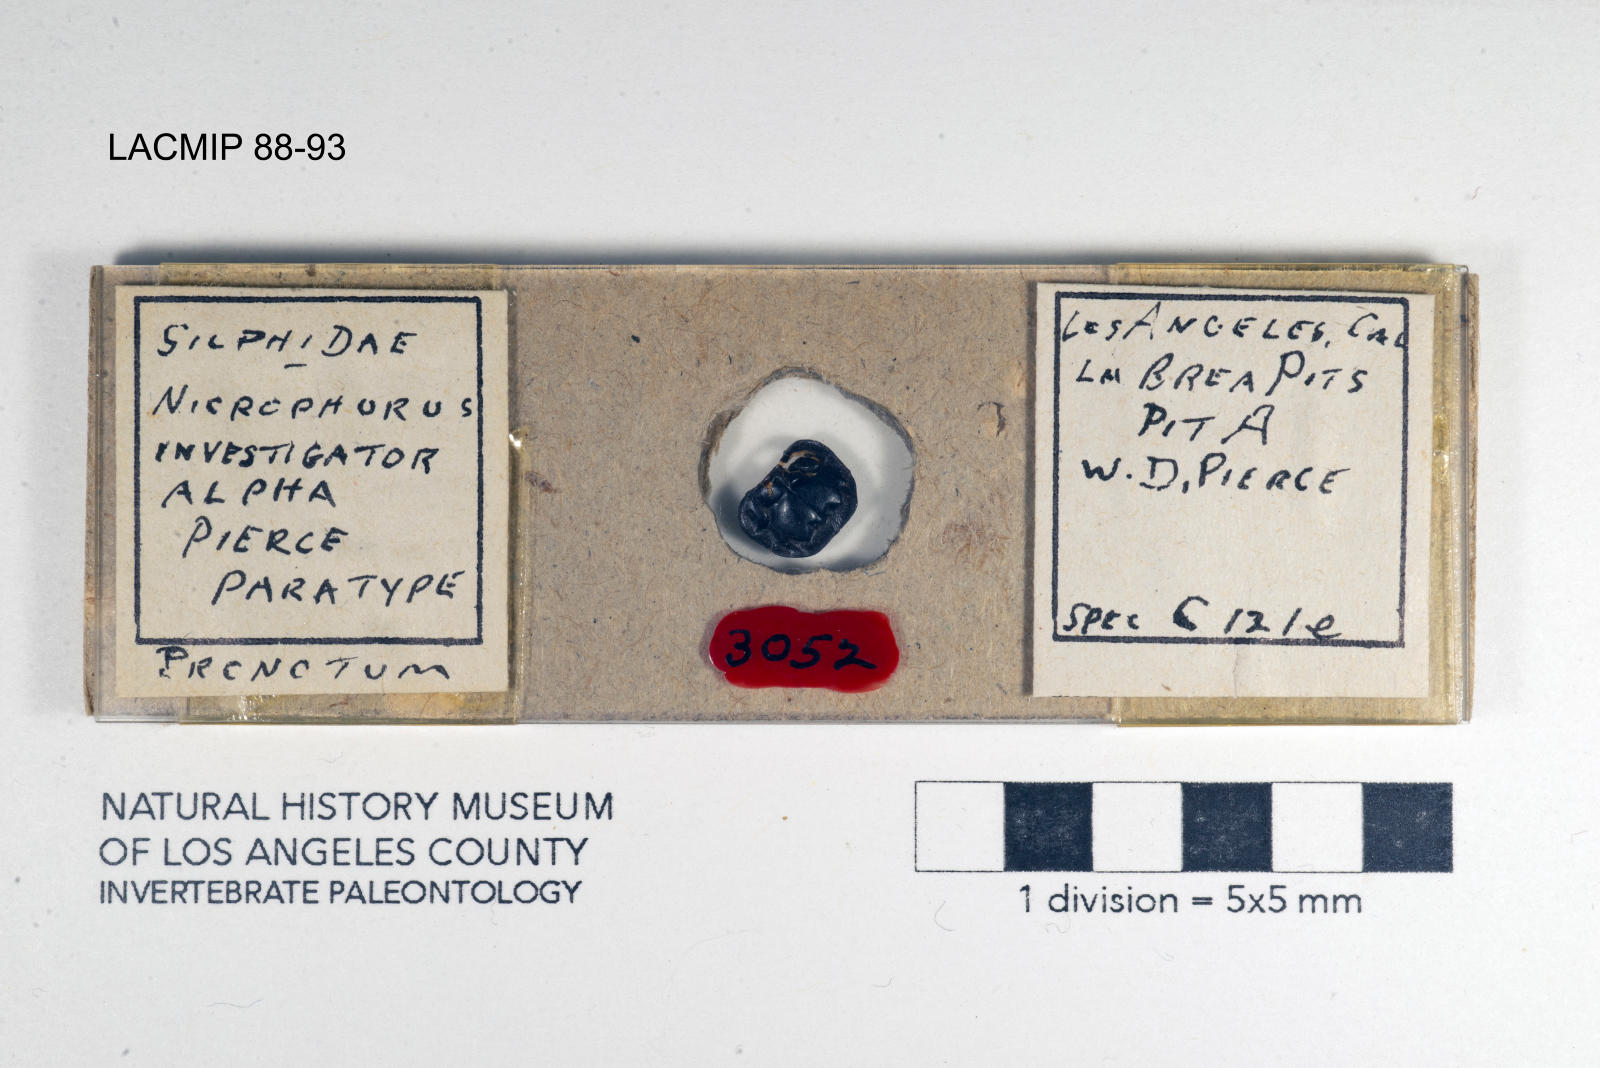 LACMIP 88-93
SILPHIDAE
NICROPHORUS
INVESTIGATOR
ALPHA
PIERCE
PARATYPE
PRONOTUM
3052
LOS ANGELES, CAL
LA BREA PITS
PIT A
W.D. PIERCE
SPEC C 121e
NATURAL HISTORY MUSEUM
OF LOS ANGELES COUNTY
INVERTEBRATE PALEONTOLOGY
1 division = 5x5 mm